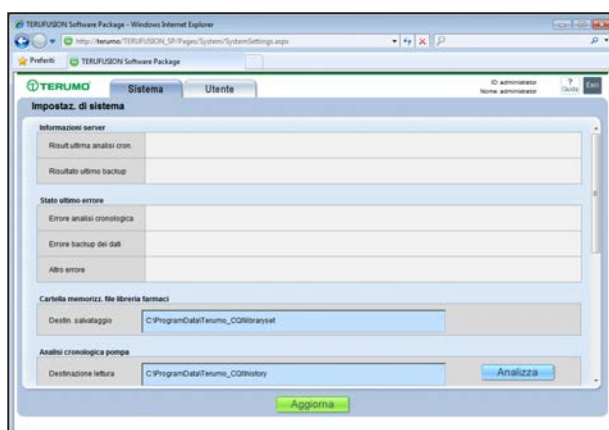 TERUFUSION Software Package - Windows Internet Explorer
http://terumo/TERUFUSION_SP/Pages/System/SystemSettings.aspx
Preferiti TERUFUSION Software Package
TERUMO Sistema Utente ID: administrator ? Guida Esci
Nome: administrator
Impostaz. di sistema
Informazioni server
Risult.ultima analisi cron.
Risultato ultimo backup
Stato ultimo errore
Errore analisi cronologica
Errore backup dei dati
Altro errore
Cartella memorizz. file libreria farmaci
Destin. salvataggio C:\ProgramData\Terumo_CQI\libraryset
Analisi cronologica pompa
Destinazione lettura C:\ProgramData\Terumo_CQI\history Analizza
Aggiorna